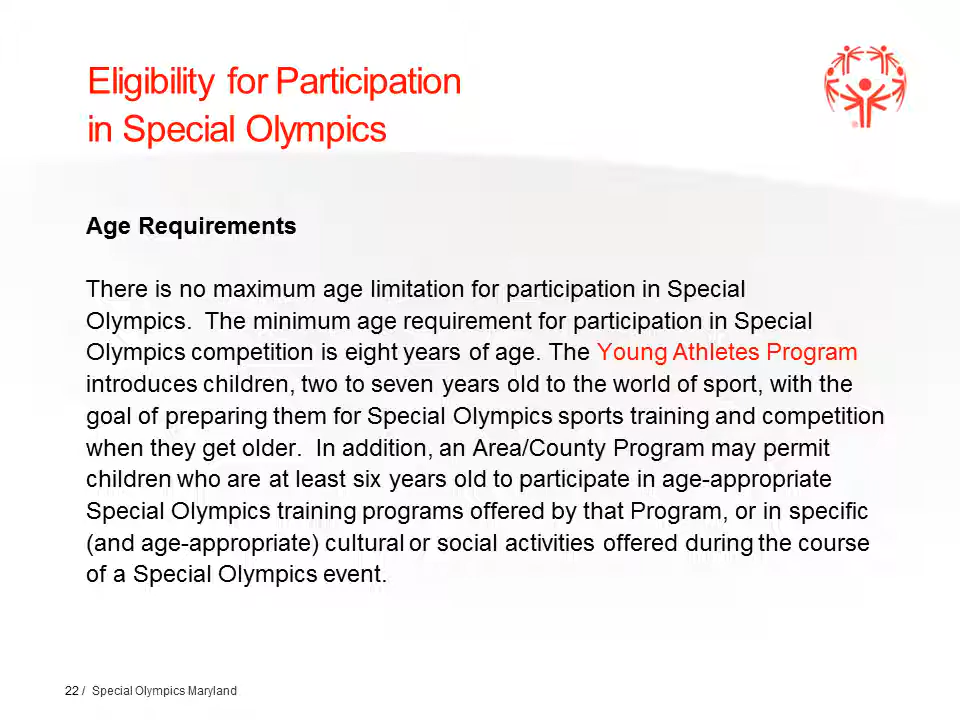 Eligibility for Participation
in Special Olympics
Age Requirements
There is no maximum age limitation for participation in Special
Olympics.  The minimum age requirement for participation in Special
Olympics competition is eight years of age. The Young Athletes Program
introduces children, two to seven years old to the world of sport, with the
goal of preparing them for Special Olympics sports training and competition
when they get older.  In addition, an Area/County Program may permit
children who are at least six years old to participate in age-appropriate
Special Olympics training programs offered by that Program, or in specific
(and age-appropriate) cultural or social activities offered during the course
of a Special Olympics event.
22 /  Special Olympics Maryland